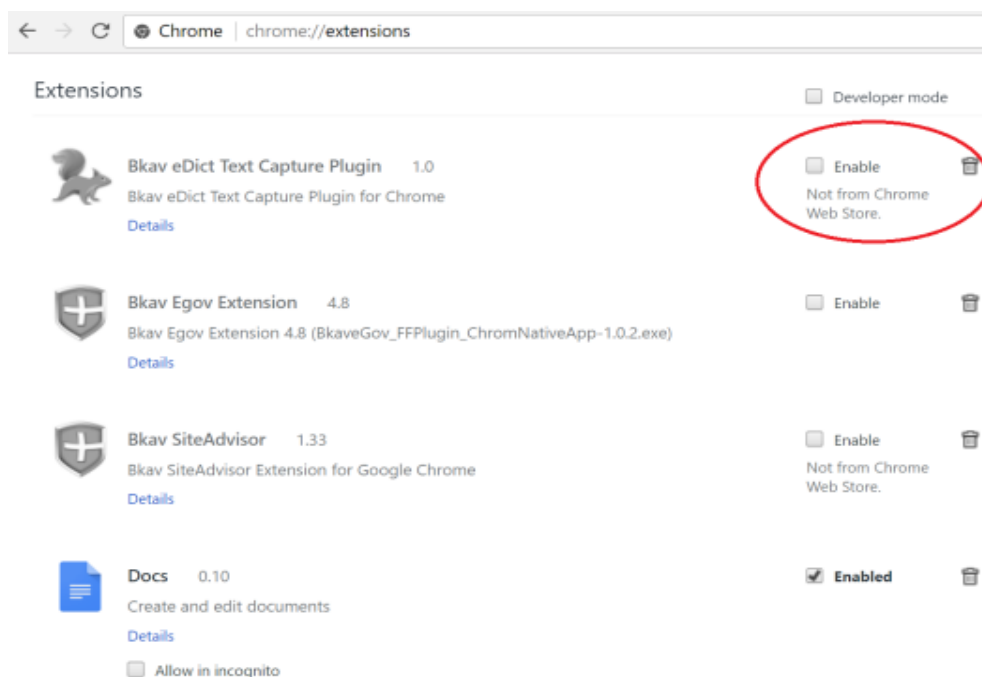 Chrome chrome://extensions
Extensions
Developer mode
Bkav eDict Text Capture Plugin 1.0
Enable
Bkav eDict Text Capture Plugin for Chrome
Not from Chrome
Web Store.
Details
Bkav Egov Extension 4.8
Enable
Bkav Egov Extension 4.8 (BkaveGov_FFPlugin_ChromNativeApp-1.0.2.exe)
Details
Bkav SiteAdvisor 1.33
Enable
Bkav SiteAdvisor Extension for Google Chrome
Not from Chrome
Web Store.
Details
Docs 0.10
Enabled
Create and edit documents
Details
Allow in incognito